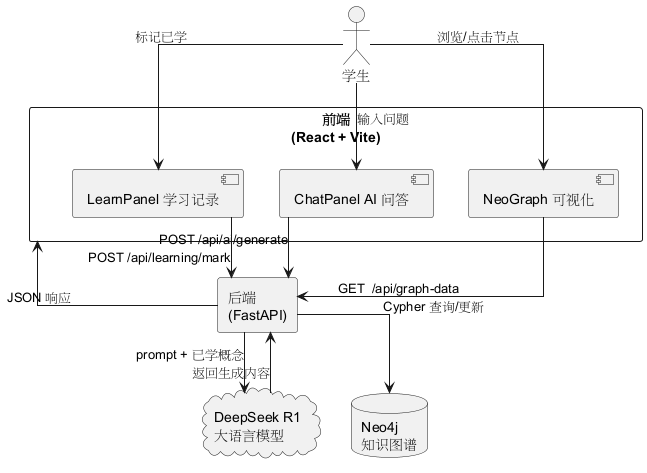 标记已学
浏览/点击节点
学生
前端
输入问题
(React + Vite)
LearnPanel 学习记录
ChatPanel AI 问答
NeoGraph 可视化
POST /api/a/generate
POST /api/learning/mark
GET /api/graph-data
JSON 响应
后端
(FastAPI)
Cypher 查询/更新
prompt + 已学概念
返回生成内容
DeepSeek R1
大语言模型
Neo4j
知识图谱